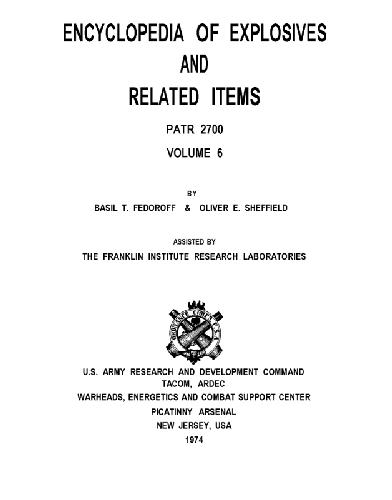 ENCYCLOPEDIA OF EXPLOSIVES
AND
RELATED ITEMS
PATR 2700
VOLUME 6
BY
BASIL T. FEDOROFF & OLIVER E. SHEFFIELD
ASSISTED BY
THE FRANKLIN INSTITUTE RESEARCH LABORATORIES
U.S. ARMY RESEARCH AND DEVELOPMENT COMMAND
TACOM, ARDEC
WARHEADS, ENERGETICS AND COMBAT SUPPORT CENTER
PICATINNY ARSENAL
NEW JERSEY, USA
1974